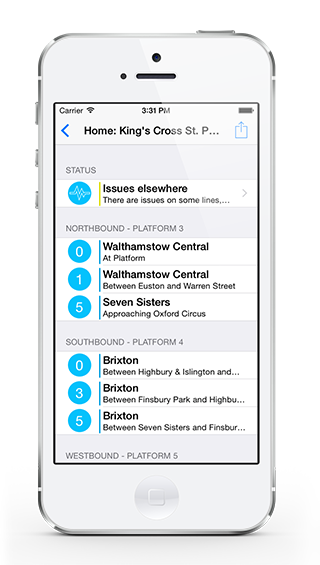 Carrier 3:31 PM
Home: King's Cross St. P…
STATUS
Issues elsewhere
There are issues on some lines,…
NORTHBOUND - PLATFORM 3
0 Walthamstow Central
At Platform
1 Walthamstow Central
Between Euston and Warren Street
5 Seven Sisters
Approaching Oxford Circus
SOUTHBOUND - PLATFORM 4
0 Brixton
Between Highbury & Islington and…
3 Brixton
Between Finsbury Park and Highbu…
5 Brixton
Between Seven Sisters and Finsbur…
WESTBOUND - PLATFORM 5